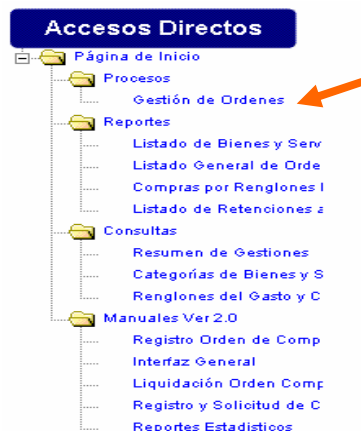 Accesos Directos
Página de Inicio
Procesos
Gestión de Ordenes
Reportes
Listado de Bienes y Serv
Listado General de Orde
Compras por Renglones
Listado de Retenciones a
Consultas
Resumen de Gestiones
Categorías de Bienes y S
Renglones del Gasto y C
Manuales Ver 2.0
Registro Orden de Comp
Interfaz General
Liquidación Orden Comp
Registro y Solicitud de C
Reportes Estadisticos